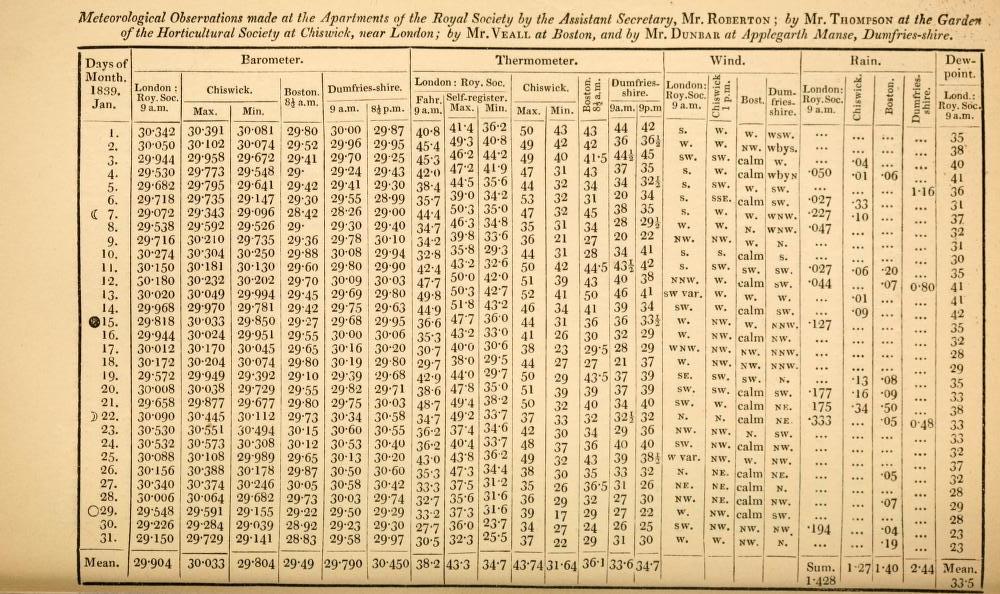 Meteorological Observations made at the Apartments of the Royal Society by the Assistant Secretary, Mr. ROBERTON; by Mr. THOMPSON at the Garden
of the Horticultural Society at Chiswick, near London; by Mr. VEALL at Boston, and by Mr. DUNBAR at Applegarth Manse, Dumfries-shire.
Days of Month. 1839. Jan. Barometer. Thermometer. Wind. Rain. Dew-point.
London: Roy. Soc. 9 a.m. Chiswick. Boston. 8½ a.m. Dumfries-shire. London: Roy. Soc. Chiswick. Boston. 8½ a.m. Dumfries-shire. London: Roy. Soc. 9 a.m. Chiswick 1 p.m. Bost. Dum-fries-shire. London: Roy. Soc. 9 a.m. Chiswick. Boston. Dumfries-shire. Lond.: Roy. Soc. 9 a.m.
Max. Min. 9 a.m. 8½ p.m. Fahr. 9 a.m. Self-register. Max. Min. Max. Min. 9 a.m. 9 p.m
1. 30·342 30·391 30·081 29·80 30·00 29·87 40·8 41·4 36·2 50 43 43 44 42 s. w. w. wsw. ... ... ... ... 35
2. 30·050 30·102 30·074 29·52 29·96 29·95 45·4 49·3 40·8 49 42 42 36 36½ w. w. NW. wbys. ... ... ... ... 38
3. 29·944 29·958 29·672 29·41 29·70 29·25 45·3 46·2 44·2 49 40 41·5 44½ 45 sw. sw. calm w. ... ·04 ... ... 40
4. 29·530 29·773 29·548 29· 29·24 29·43 42·0 47·2 41·9 47 31 43 37 35 s. w. calm wbyN ·050 ·01 ·06 ... 41
5. 29·682 29·795 29·641 29·42 29·41 29·30 38·4 44·5 35·6 44 32 34 34 32½ s. sw. w. sw. ... ... ... 1·16 36
6. 29·718 29·735 29·147 29·30 29·55 28·99 35·7 39·0 34·2 53 32 31 20 34 s. SSE. calm sw. ·027 ·33 ... ... 31
☾ 7. 29·072 29·343 29·096 28·42 28·26 29·00 44·4 50·3 35·0 47 32 45 38 35 s. w. w. WNW. ·227 ·10 ... ... 37
8. 29·538 29·592 29·526 29· 29·30 29·40 34·7 46·3 34·8 35 31 34 28 29½ w. w. N. WNW. ·047 ... ... ... 32
9. 29·716 30·210 29·735 29·36 29·78 30·10 34·2 39·8 33·6 36 21 27 20 22 NW. NW. w. N. ... ... ... ... 31
10. 30·274 30·304 30·250 29·88 30·08 29·94 32·8 35·8 29·3 44 31 28 34 41 s. s. calm s. ... ... ... ... 30
11. 30·150 30·181 30·130 29·60 29·80 29·90 42·4 43·2 32·6 50 42 44·5 43½ 42 s. sw. sw. sw. ·027 ·06 ·20 ... 35
12. 30·180 30·232 30·202 29·70 30·09 30·03 47·7 50·0 42·0 51 39 43 40 38 NNW. w. calm sw. ·044 ... ·07 0·80 41
13. 30·020 30·049 29·994 29·45 29·69 29·80 49·8 50·3 42·7 52 41 50 46 41 sw var. w. w. w. ... ·01 ... ... 41
14. 29·968 29·970 29·781 29·42 29·75 29·63 44·9 51·8 43·2 46 34 41 39 34 w. sw. calm sw. ... ·09 ... ... 42
15. 29·818 30·033 29·850 29·27 29·68 29·95 36·6 47·7 36·0 44 31 36 36 33½ w. NW. w. NNW. ·127 ... ... ... 35
16. 29·944 30·024 29·951 29·55 30·00 30·06 35·3 43·2 33·0 41 26 30 32 29 w. NW. calm NW. ... ... ... ... 32
17. 30·012 30·170 30·045 29·65 30·16 30·20 30·7 40·6 30·6 38 23 29·5 28 29 WNW. NW. NW. NNW. ... ... ... ... 28
18. 30·172 30·204 30·074 29·80 30·19 29·80 29·7 38·0 29·5 44 27 27 21 37 w. NW. NW. NNW. ... ... ... ... 29
19. 29·572 29·949 29·392 29·10 29·39 29·68 42·9 44·0 29·7 50 29 43·5 37 39 SE. NW. sw. N. ... ·13 ·08 ... 35
20. 30·008 30·038 29·729 29·55 29·82 29·71 38·6 47·8 35·0 51 39 39 37 39 sw. sw. calm sw. ·177 ·16 ·09 ... 33
21. 29·658 29·877 29·677 29·80 29·75 30·03 48·7 49·4 38·2 50 32 40 34 40 sw. sw. calm NE. 175 ·34 ·50 ... 38
☽ 22. 30·090 30·445 30·112 29·73 30·34 30·58 34·7 49·2 33·7 37 33 32 32½ 32 N. N. calm NE. ·333 ... ·05 0·48 33
23. 30·530 30·551 30·494 30·15 30·60 30·55 36·2 37·4 34·6 42 30 34 29 36 NW. NW. N. sw. ... ... ... ... 33
24. 30·532 30·573 30·308 30·12 30·53 30·40 36·2 40·4 33·7 48 37 36 40 40 sw. NW. calm NW. ... ... ... ... 32
25. 30·088 30·108 29·989 29·65 30·13 30·20 43·0 43·8 36·2 49 32 43 39 38½ w var. NW. w. NW. ... ... ... ... 37
26. 30·156 30·388 30·178 29·87 30·50 30·60 35·3 47·3 34·4 38 30 35 33 32 N. NE. calm NE. ... ... ·05 ... 32
27. 30·340 30·374 30·246 30·05 30·58 30·42 33·3 37·5 31·2 35 26 36·5 31 26 NE. NE. calm N. ... ... ... ... 28
28. 30·006 30·064 29·682 29·73 30·03 29·74 32·7 35·6 31·6 36 29 32 27 30 NW. NE. calm NW. ... ... ·07 ... 29
○29. 29·548 29·591 29·155 29·22 29·50 29·29 33·2 37·3 31·6 39 17 29 27 22 w. NW. calm sw. ... ... ... ... 28
30. 29·226 29·284 29·039 28·92 29·23 29·30 27·7 36·0 23·7 34 27 24 26 25 sw. NW. NW. NW ·194 ... ·04 ... 23
31. 29·150 29·729 29·141 28·83 29·58 29·97 30·5 32·3 25·5 37 22 29 31 30 w. w. NW. N. ... ... ·19 ... 23
Mean. 29·904 30·033 29·804 29·49 29·790 30·450 38·2 43·3 34·7 43·74 31·64 36·1 33·6 34·7 Sum. 1·428 1·27 1·40 2·44 Mean. 33·5